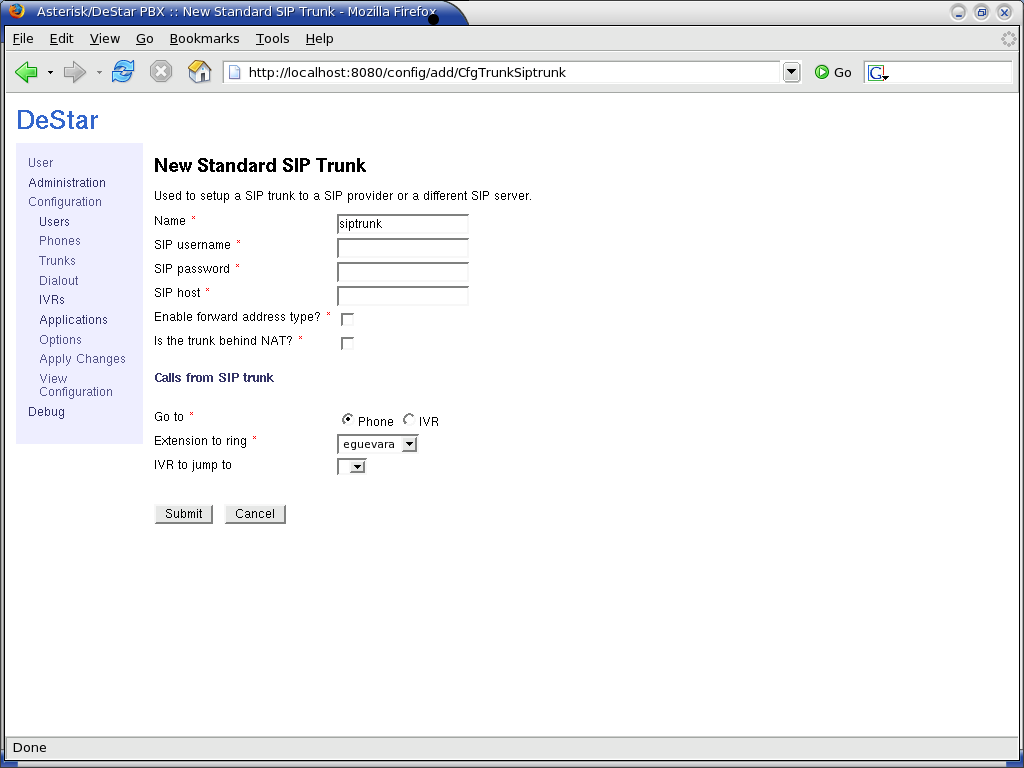 Asterisk/DeStar PBX :: New Standard SIP Trunk - Mozilla Firefox
File Edit View Go Bookmarks Tools Help
http://localhost:8080/config/add/CfgTrunkSiptrunk
Go
G
DeStar
User
Administration
Configuration
Users
Phones
Trunks
Dialout
IVRs
Applications
Options
Apply Changes
View
Configuration
Debug
New Standard SIP Trunk
Used to setup a SIP trunk to a SIP provider or a different SIP server.
Name * siptrunk
SIP username *
SIP password *
SIP host *
Enable forward address type? *
Is the trunk behind NAT? *
Calls from SIP trunk
Go to * Phone IVR
Extension to ring * eguevara
IVR to jump to
Submit Cancel
Done